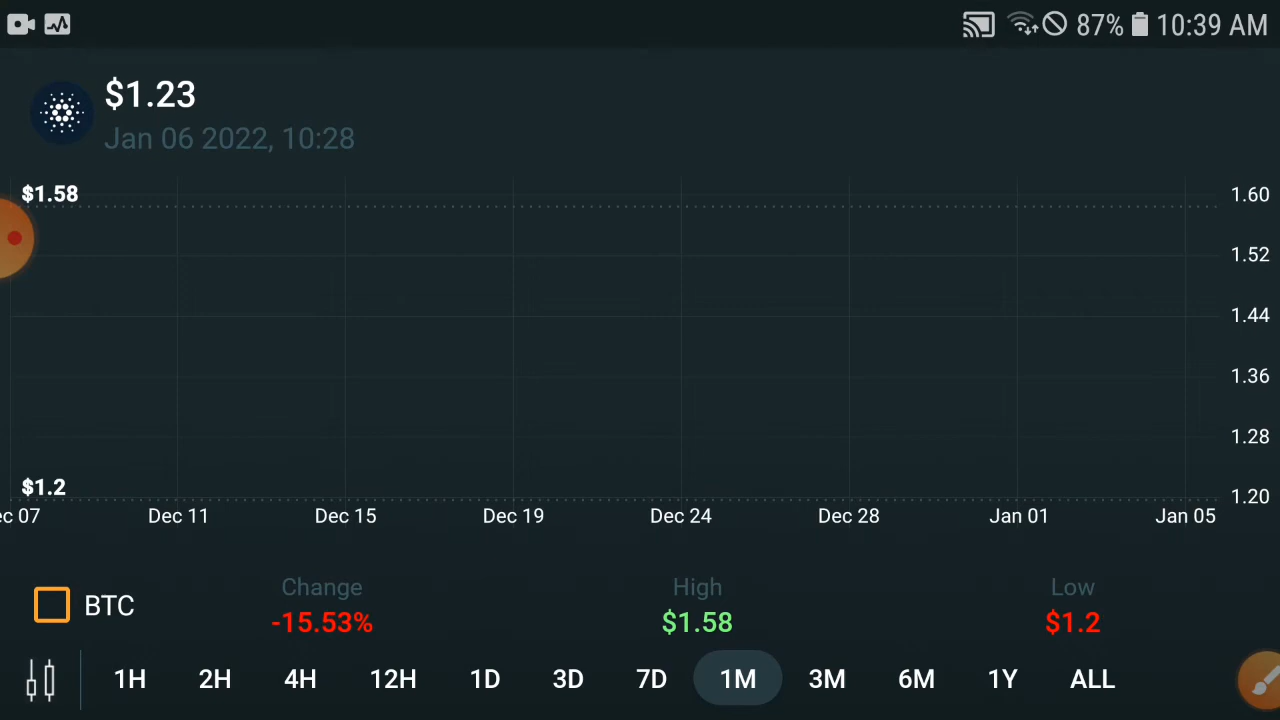 87% 10:39 AM
$1.23
Jan 06 2022, 10:28
$1.58
1.60
1.52
1.44
1.36
1.28
$1.2
1.20
ec 07 Dec 11 Dec 15 Dec 19 Dec 24 Dec 28 Jan 01 Jan 05
Change High Low
BTC -15.53% $1.58 $1.2
1H 2H 4H 12H 1D 3D 7D 1M 3M 6M 1Y ALL